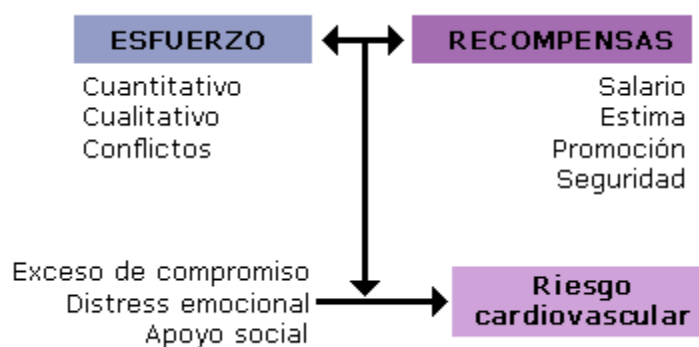 ESFUERZO
RECOMPENSAS
Cuantitativo
Cualitativo
Conflictos
Salario
Estima
Promoción
Seguridad
Exceso de compromiso
Distress emocional
Apoyo social
Riesgo
cardiovascular